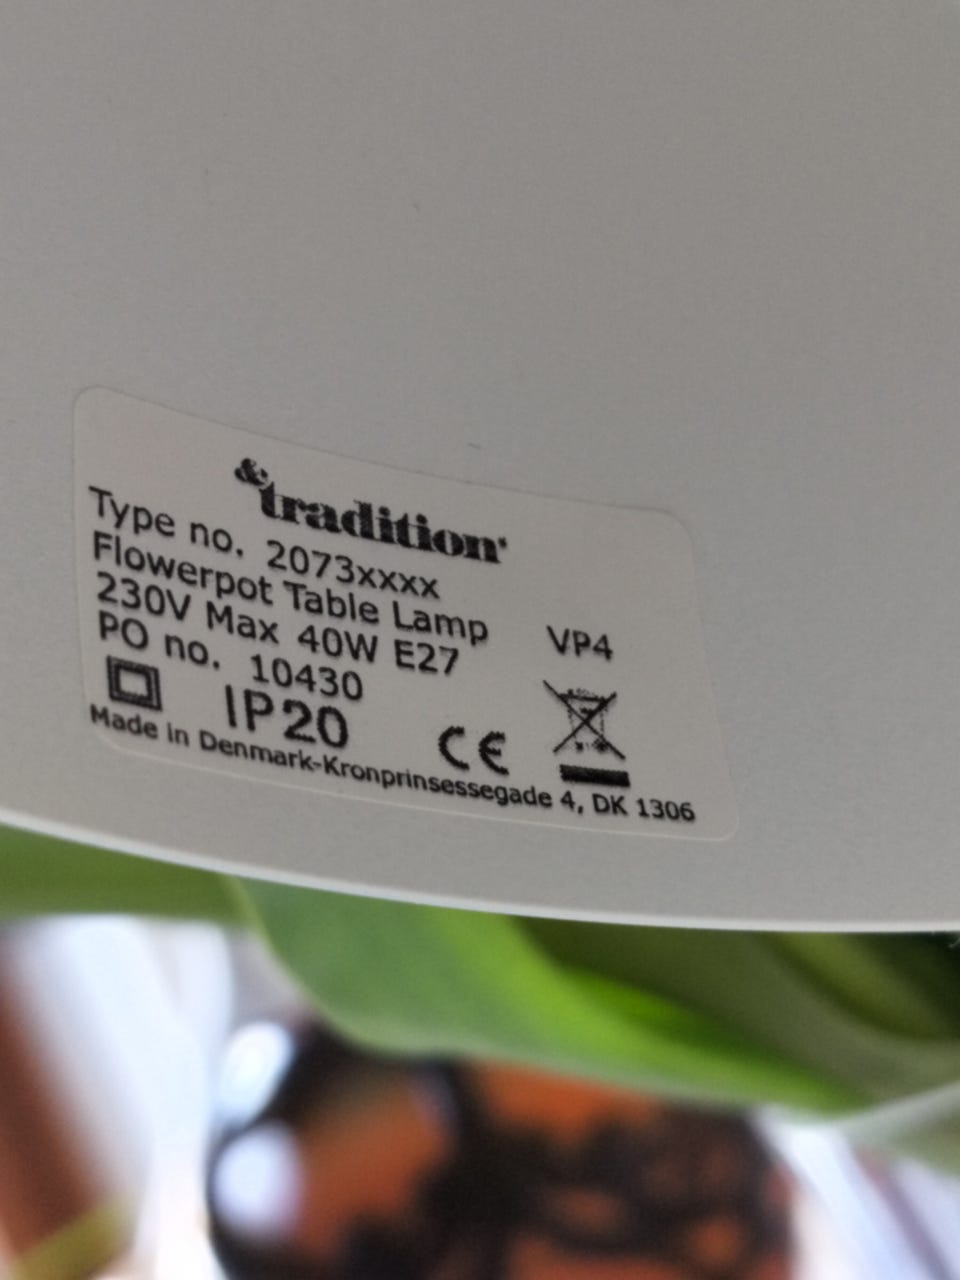 &tradition®
Type no. 2073xxxx
Flowerpot Table Lamp VP4
230V Max 40W E27
PO no. 10430
IP20 CE
Made in Denmark-Kronprinsessegade 4, DK 1306